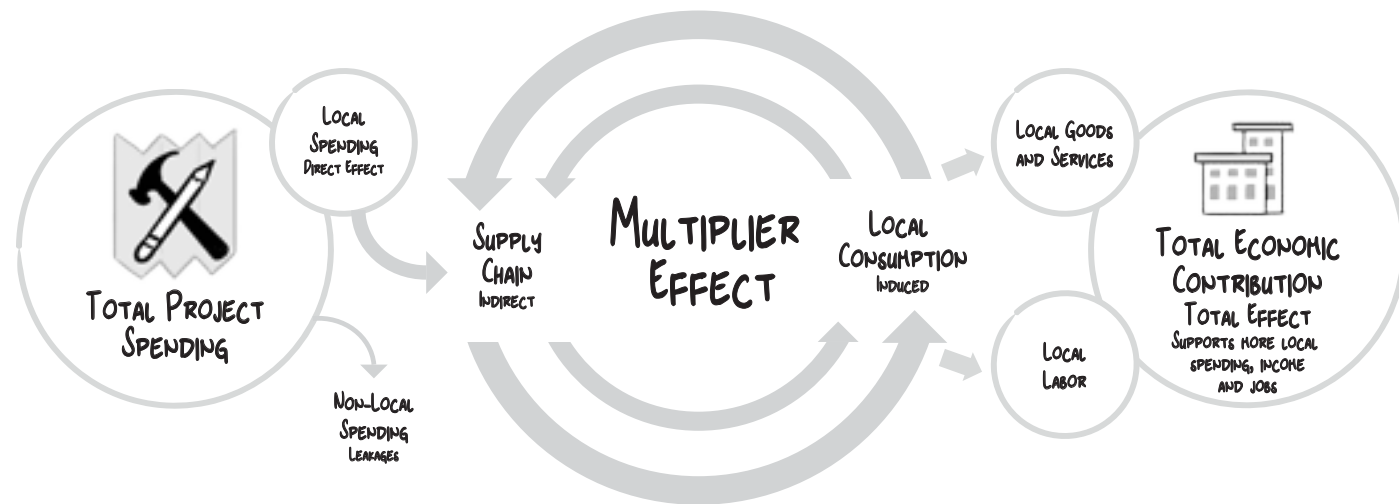 Total Project
Spending
Local
Spending
Direct Effect
Non-Local
Spending
Leakages
Supply
Chain
Indirect
Multiplier
Effect
Local
Consumption
Induced
Local Goods
and Services
Local
Labor
Total Economic
Contribution
Total Effect
Supports more local
spending, income
and jobs